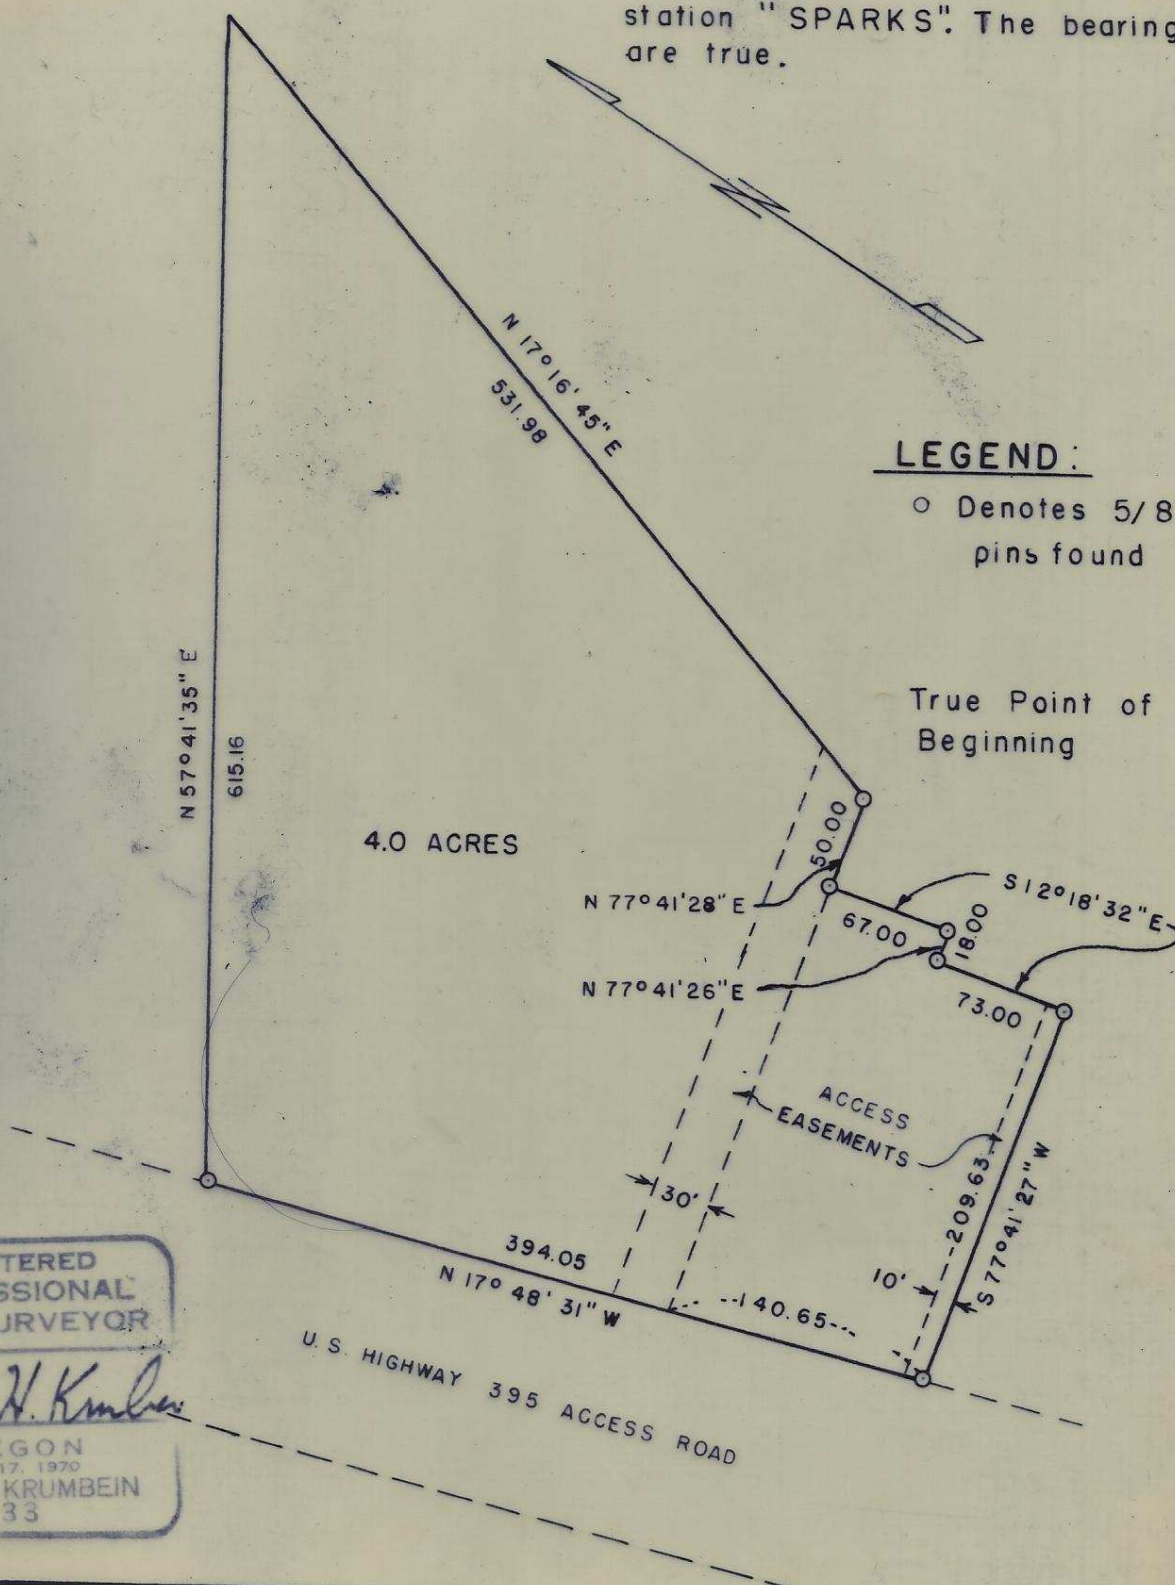 station "SPARKS". The bearing
are true.
N 17° 16' 45" E
531.98
LEGEND:
Denotes 5/8
pins found
N 57° 41' 35" E
615.16
True Point of
Beginning
4.0 ACRES
50.00
N 77° 41' 28" E
67.00
18.00
S 12° 18' 32" E
N 77° 41' 26" E
73.00
ACCESS
EASEMENTS
209.63
S 77° 41' 27" W
30'
10'
394.05
N 17° 48' 31" W
140.65
U.S. HIGHWAY 395 ACCESS ROAD
TERED
SSIONAL
URVEYOR
H. Krumbein
EGON
17, 1970
KRUMBEIN
33